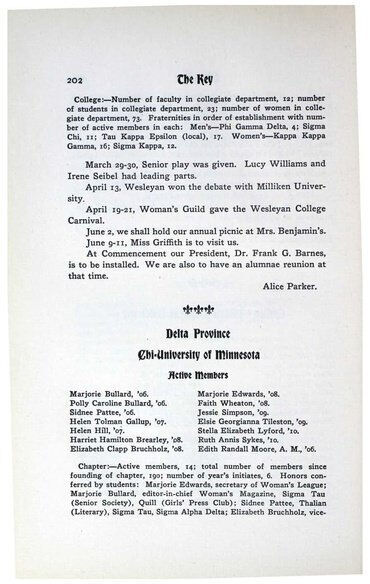 202 The Key
College:—Number of faculty in collegiate department, 12; number
of students in collegiate department, 23; number of women in colle-
giate department, 73. Fraternities in order of establishment with num-
ber of active members in each: Men's—Phi Gamma Delta, 4; Sigma
Chi, 11; Tau Kappa Epsilon (local), 17. Women's—Kappa Kappa
Gamma, 16; Sigma Kappa, 12.
March 29-30, Senior play was given. Lucy Williams and
Irene Seibel had leading parts.
April 13, Wesleyan won the debate with Milliken Univer-
sity.
April 19-21, Woman's Guild gave the Wesleyan College
Carnival.
June 2, we shall hold our annual picnic at Mrs. Benjamin's.
June 9-11, Miss Griffith is to visit us.
At Commencement our President, Dr. Frank G. Barnes,
is to be installed. We are also to have an alumnae reunion at
that time.
Alice Parker.
Delta Province
Chi-University of Minnesota
Active Members
Marjorie Bullard, '06.
Polly Caroline Bullard, '06.
Sidnee Pattee, '06.
Helen Tolman Gallup, '07.
Helen Hill, '07.
Harriet Hamilton Brearley, '08.
Elizabeth Clapp Bruchholz, '08.
Marjorie Edwards, '08.
Faith Wheaton, '08.
Jessie Simpson, '09.
Elsie Georgianna Tileston, '09.
Stella Elizabeth Lyford, '10.
Ruth Annis Sykes, '10.
Edith Randall Moore, A. M., '06.
Chapter:—Active members, 14; total number of members since
founding of chapter, 190; number of year's initiates, 6. Honors con-
ferred by students: Marjorie Edwards, secretary of Woman's League;
Marjorie Bullard, editor-in-chief Woman's Magazine, Sigma Tau
(Senior Society), Quill (Girls' Press Club); Sidnee Pattee, Thalian
(Literary), Sigma Tau, Sigma Alpha Delta; Elizabeth Bruchholz, vice-